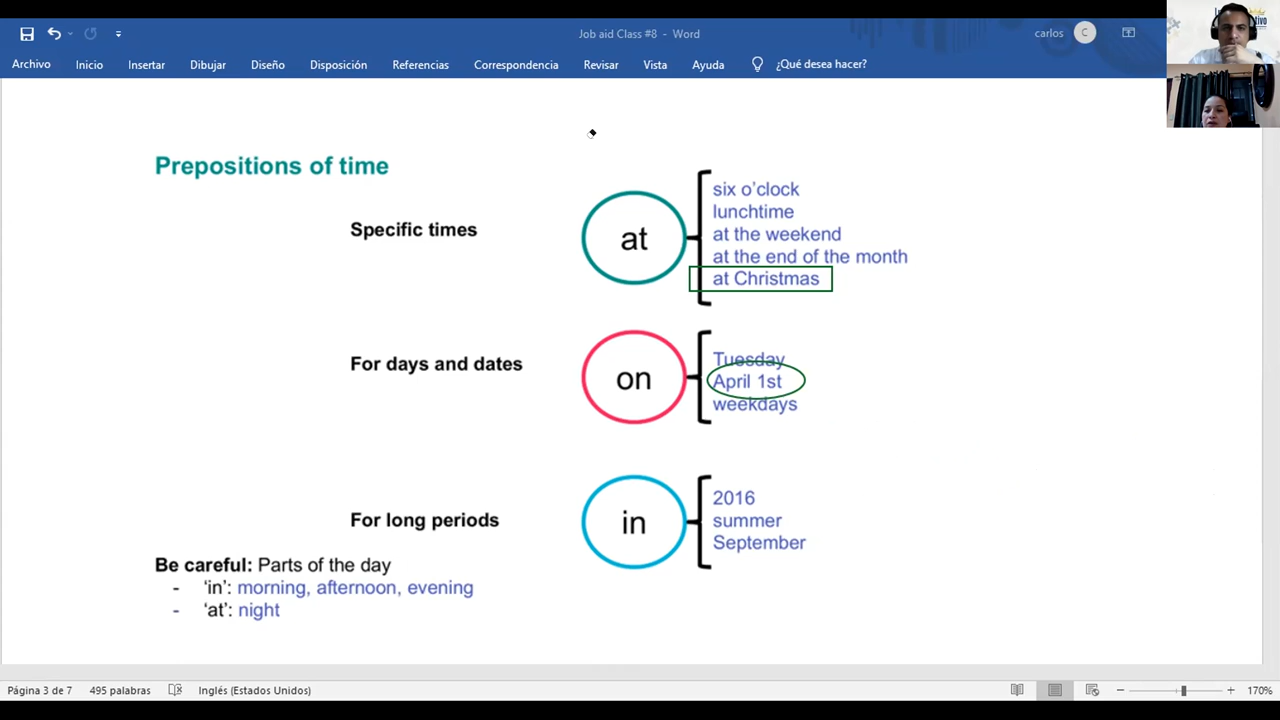 Job aid Class #8 - Word
carlos
C
Archivo Inicio Insertar Dibujar Diseño Disposición Referencias Correspondencia Revisar Vista Ayuda ¿Qué desea hacer?
Prepositions of time
Specific times
at
six o'clock
lunchtime
at the weekend
at the end of the month
at Christmas
For days and dates
on
Tuesday
April 1st
weekdays
For long periods
in
2016
summer
September
Be careful: Parts of the day
- 'in': morning, afternoon, evening
- 'at': night
Página 3 de 7 495 palabras Inglés (Estados Unidos) 170%